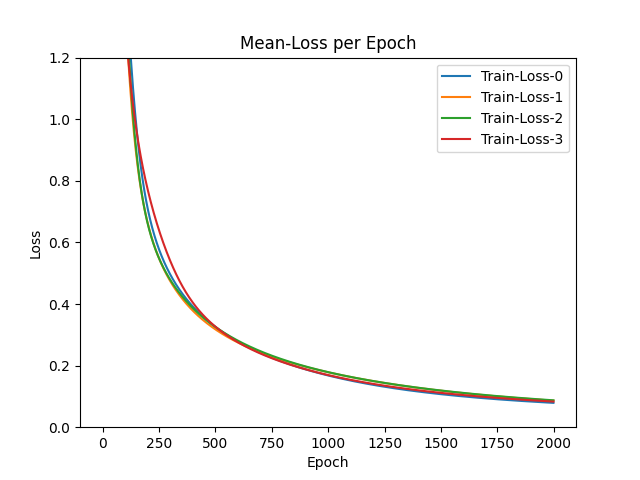 Mean-Loss per Epoch
1.2
1.0
0.8
0.6
0.4
0.2
0.0
Loss
Train-Loss-0
Train-Loss-1
Train-Loss-2
Train-Loss-3
0 250 500 750 1000 1250 1500 1750 2000
Epoch